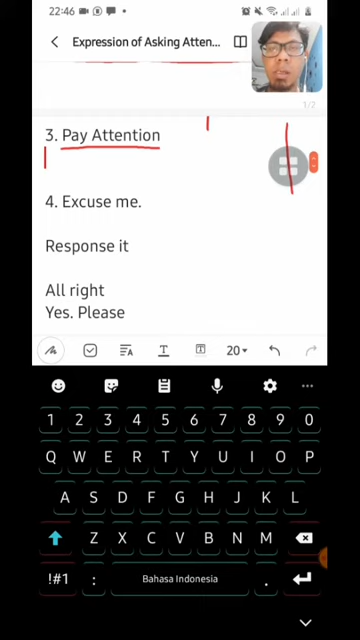 22:46
Expression of Asking Atten...
1/2
3. Pay Attention
4. Excuse me.
Response it
All right
Yes. Please
20
1 2 3 4 5 6 7 8 9 0
Q W E R T Y U I O P
A S D F G H J K L
Z X C V B N M
!#1 : Bahasa Indonesia .